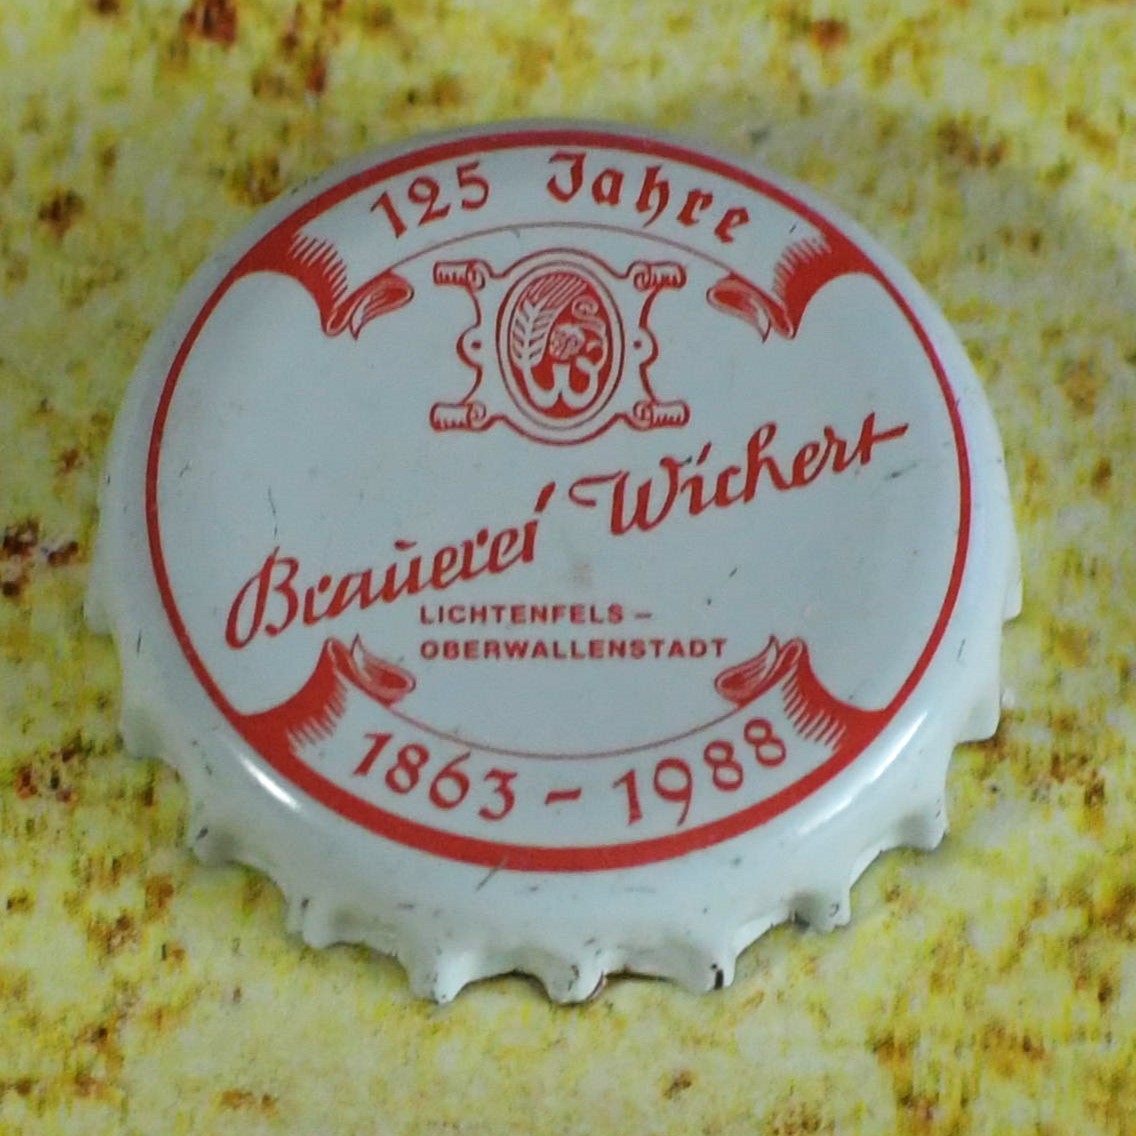 125 Jahre
Brauerei Wichert
LICHTENFELS –
OBERWALLENSTADT
1863 – 1988